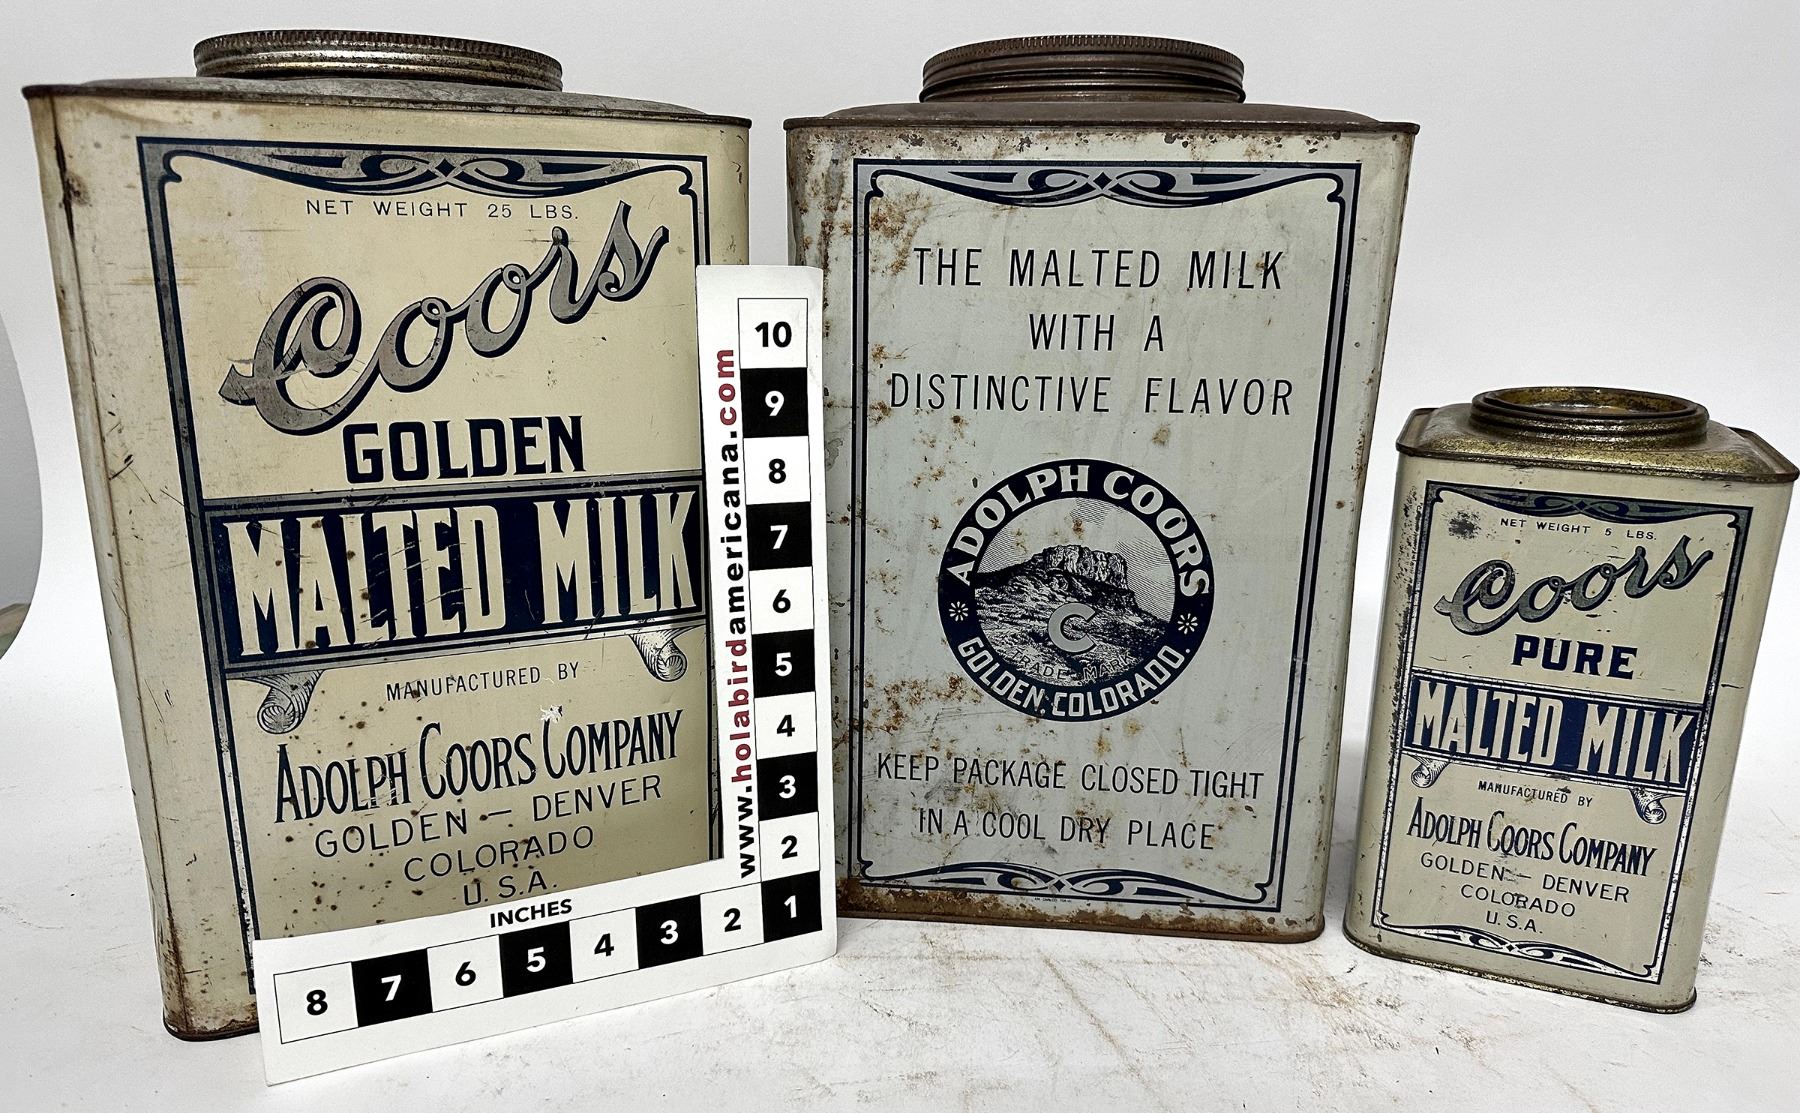 NET WEIGHT 25 LBS.
Coors
GOLDEN
MALTED MILK
MANUFACTURED BY
ADOLPH COORS COMPANY
GOLDEN — DENVER
COLORADO
U.S.A.
www.holabirdamericana.com
10
9
8
7
6
5
4
3
2
1
INCHES
8 7 6 5 4 3 2
THE MALTED MILK
WITH A
DISTINCTIVE FLAVOR
ADOLPH COORS
C
TRADE MARK
GOLDEN, COLORADO.
KEEP PACKAGE CLOSED TIGHT
IN A COOL DRY PLACE
NET WEIGHT 5 LBS.
Coors
PURE
MALTED MILK
MANUFACTURED BY
ADOLPH COORS COMPANY
GOLDEN — DENVER
COLORADO
U.S.A.